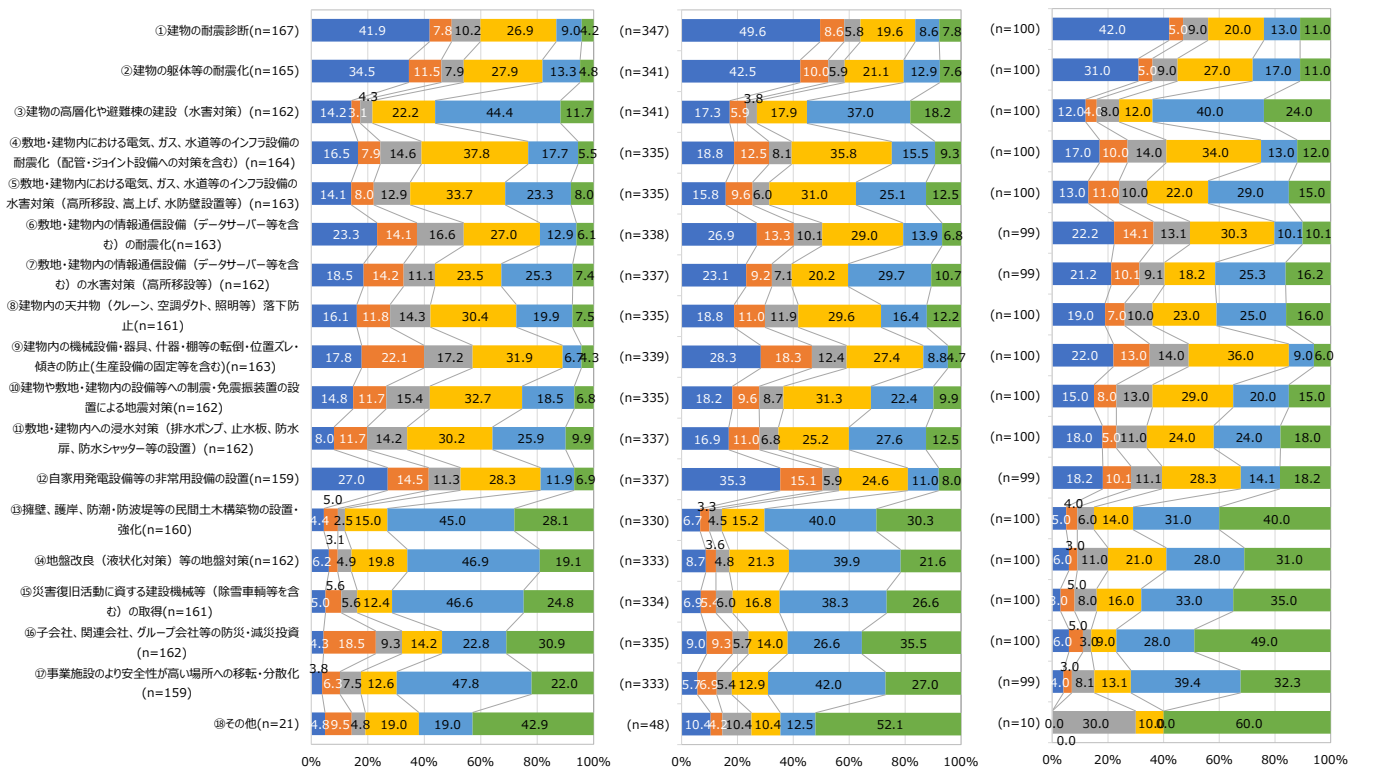 ①建物の耐震診断(n=167) 41.9 7.8 10.2 26.9 9.0 4.2 (n=347) 49.6 8.6 5.8 19.6 8.6 7.8 (n=100) 42.0 5.0 9.0 20.0 13.0 11.0
②建物の躯体等の耐震化(n=165) 34.5 11.5 7.9 27.9 13.3 4.8 (n=341) 42.5 10.0 5.9 21.1 12.9 7.6 (n=100) 31.0 5.0 9.0 27.0 17.0 11.0
③建物の高層化や避難棟の建設（水害対策）(n=162) 14.2 3.1 4.3 22.2 44.4 11.7 (n=341) 17.3 5.9 3.8 17.9 37.0 18.2 (n=100) 12.0 4.0 8.0 12.0 40.0 24.0
④敷地・建物内における電気、ガス、水道等のインフラ設備の
耐震化（配管・ジョイント設備への対策を含む）(n=164) 16.5 7.9 14.6 37.8 17.7 5.5 (n=335) 18.8 12.5 8.1 35.8 15.5 9.3 (n=100) 17.0 10.0 14.0 34.0 13.0 12.0
⑤敷地・建物内における電気、ガス、水道等のインフラ設備の
水害対策（高所移設、嵩上げ、水防壁設置等）(n=163) 14.1 8.0 12.9 33.7 23.3 8.0 (n=335) 15.8 9.6 6.0 31.0 25.1 12.5 (n=100) 13.0 11.0 10.0 22.0 29.0 15.0
⑥敷地・建物内の情報通信設備（データサーバー等を含
む）の耐震化(n=163) 23.3 14.1 16.6 27.0 12.9 6.1 (n=338) 26.9 13.3 10.1 29.0 13.9 6.8 (n=99) 22.2 14.1 13.1 30.3 10.1 10.1
⑦敷地・建物内の情報通信設備（データサーバー等を含
む）の水害対策（高所移設等）(n=162) 18.5 14.2 11.1 23.5 25.3 7.4 (n=337) 23.1 9.2 7.1 20.2 29.7 10.7 (n=99) 21.2 10.1 9.1 18.2 25.3 16.2
⑧建物内の天井物（クレーン、空調ダクト、照明等）落下防
止(n=161) 16.1 11.8 14.3 30.4 19.9 7.5 (n=335) 18.8 11.0 11.9 29.6 16.4 12.2 (n=100) 19.0 7.0 10.0 23.0 25.0 16.0
⑨建物内の機械設備・器具、什器・棚等の転倒・位置ズレ・
傾きの防止(生産設備の固定等を含む)(n=163) 17.8 22.1 17.2 31.9 6.7 4.3 (n=339) 28.3 18.3 12.4 27.4 8.8 4.7 (n=100) 22.0 13.0 14.0 36.0 9.0 6.0
⑩建物や敷地・建物内の設備等への制震・免震振装置の設
置による地震対策(n=162) 14.8 11.7 15.4 32.7 18.5 6.8 (n=335) 18.2 9.6 8.7 31.3 22.4 9.9 (n=100) 15.0 8.0 13.0 29.0 20.0 15.0
⑪敷地・建物内への浸水対策（排水ポンプ、止水板、防水
扉、防水シャッター等の設置）(n=162) 8.0 11.7 14.2 30.2 25.9 9.9 (n=337) 16.9 11.0 6.8 25.2 27.6 12.5 (n=100) 18.0 5.0 11.0 24.0 24.0 18.0
⑫自家用発電設備等の非常用設備の設置(n=159) 27.0 14.5 11.3 28.3 11.9 6.9 (n=337) 35.3 15.1 5.9 24.6 11.0 8.0 (n=99) 18.2 10.1 11.1 28.3 14.1 18.2
⑬擁壁、護岸、防潮・防波堤等の民間土木構築物の設置・
強化(n=160) 4.4 5.0 2.5 15.0 45.0 28.1 (n=330) 6.7 3.3 4.5 15.2 40.0 30.3 (n=100) 5.0 4.0 6.0 14.0 31.0 40.0
⑭地盤改良（液状化対策）等の地盤対策(n=162) 6.2 3.1 4.9 19.8 46.9 19.1 (n=333) 8.7 3.6 4.8 21.3 39.9 21.6 (n=100) 6.0 3.0 11.0 21.0 28.0 31.0
⑮災害復旧活動に資する建設機械等（除雪車輌等を含
む）の取得(n=161) 5.0 5.6 5.6 12.4 46.6 24.8 (n=334) 6.9 5.4 6.0 16.8 38.3 26.6 (n=100) 3.0 5.0 8.0 16.0 33.0 35.0
⑯子会社、関連会社、グループ会社等の防災・減災投資
(n=162) 4.3 18.5 9.3 14.2 22.8 30.9 (n=335) 9.0 9.3 5.7 14.0 26.6 35.5 (n=100) 6.0 5.0 3.0 9.0 28.0 49.0
⑰事業施設のより安全性が高い場所への移転・分散化
(n=159) 3.8 6.3 7.5 12.6 47.8 22.0 (n=333) 5.7 6.9 5.4 12.9 42.0 27.0 (n=99) 4.0 3.0 8.1 13.1 39.4 32.3
⑱その他(n=21) 4.8 9.5 4.8 19.0 19.0 42.9 (n=48) 10.4 4.2 10.4 10.4 12.5 52.1 (n=10) 0.0 0.0 30.0 10.0 0.0 60.0
0% 20% 40% 60% 80% 100% 0% 20% 40% 60% 80% 100% 0% 20% 40% 60% 80% 100%